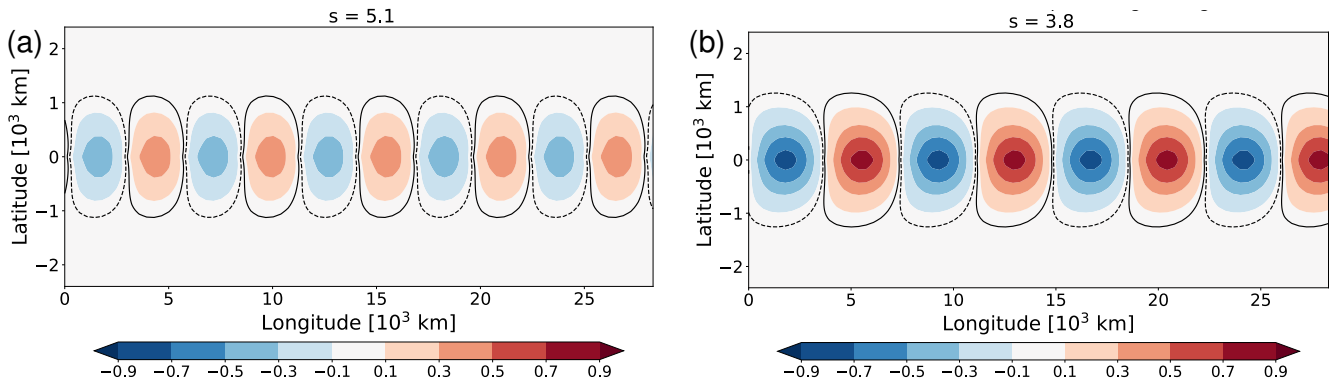 (a)
s = 5.1
Latitude [10³ km]
2
1
0
−1
−2
0 5 10 15 20 25
Longitude [10³ km]
−0.9 −0.7 −0.5 −0.3 −0.1 0.1 0.3 0.5 0.7 0.9
(b)
s = 3.8
Latitude [10³ km]
2
1
0
−1
−2
0 5 10 15 20 25
Longitude [10³ km]
−0.9 −0.7 −0.5 −0.3 −0.1 0.1 0.3 0.5 0.7 0.9